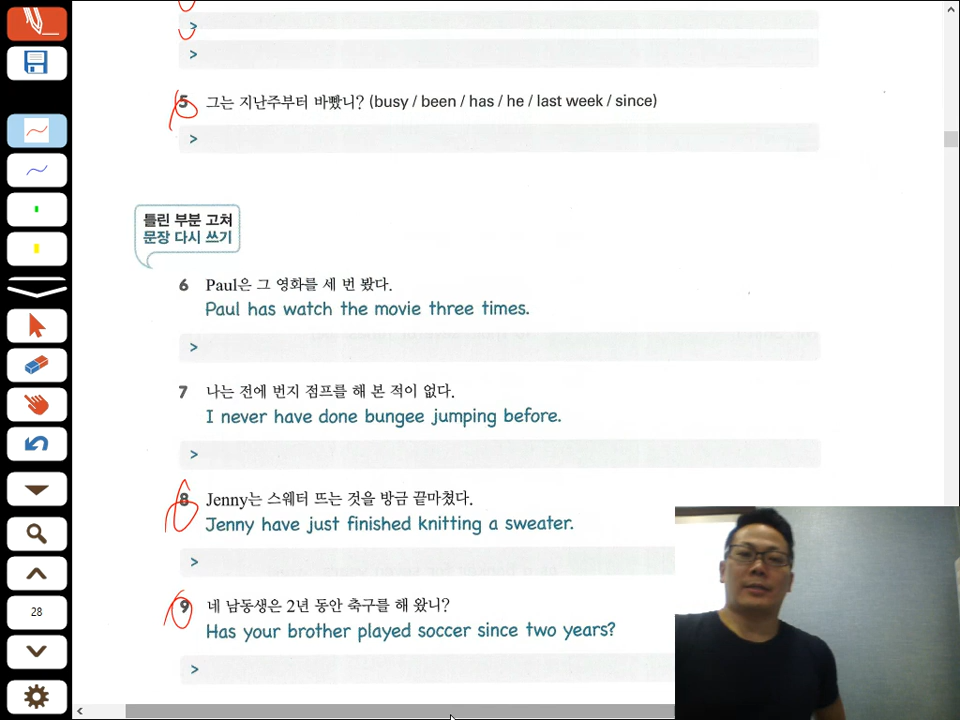 >
>
5 그는 지난주부터 바빴니? (busy / been / has / he / last week / since)
>
틀린 부분 고쳐
문장 다시 쓰기
6 Paul은 그 영화를 세 번 봤다.
Paul has watch the movie three times.
>
7 나는 전에 번지 점프를 해 본 적이 없다.
I never have done bungee jumping before.
>
8 Jenny는 스웨터 뜨는 것을 방금 끝마쳤다.
Jenny have just finished knitting a sweater.
>
9 네 남동생은 2년 동안 축구를 해 왔니?
Has your brother played soccer since two years?
>
28